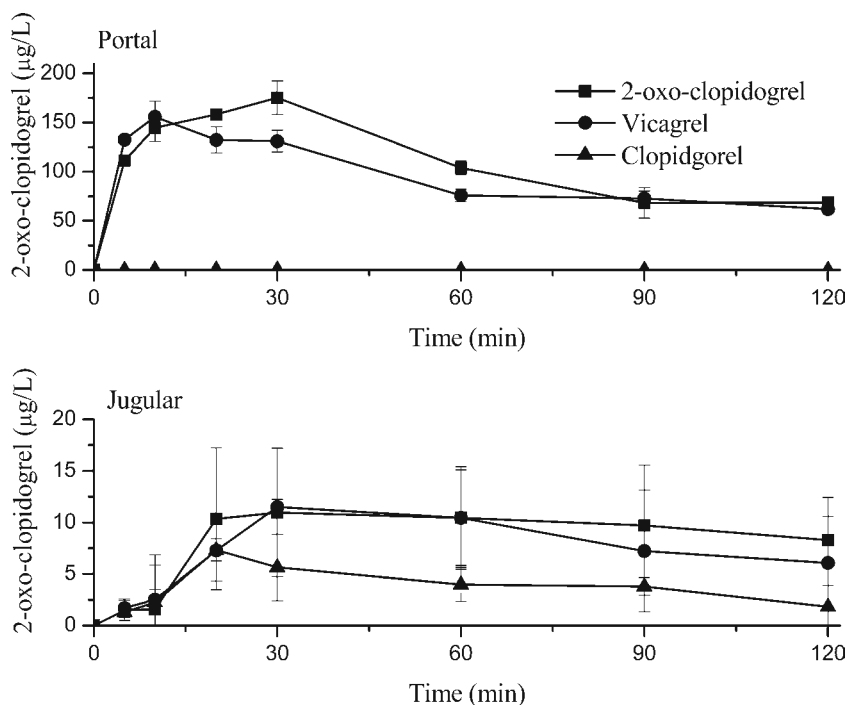 Portal
2-oxo-clopidogrel (µg/L)
200
150
100
50
0
2-oxo-clopidogrel
Vicagrel
Clopidgorel
0 30 60 90 120
Time (min)
Jugular
2-oxo-clopidogrel (µg/L)
20
15
10
5
0
0 30 60 90 120
Time (min)